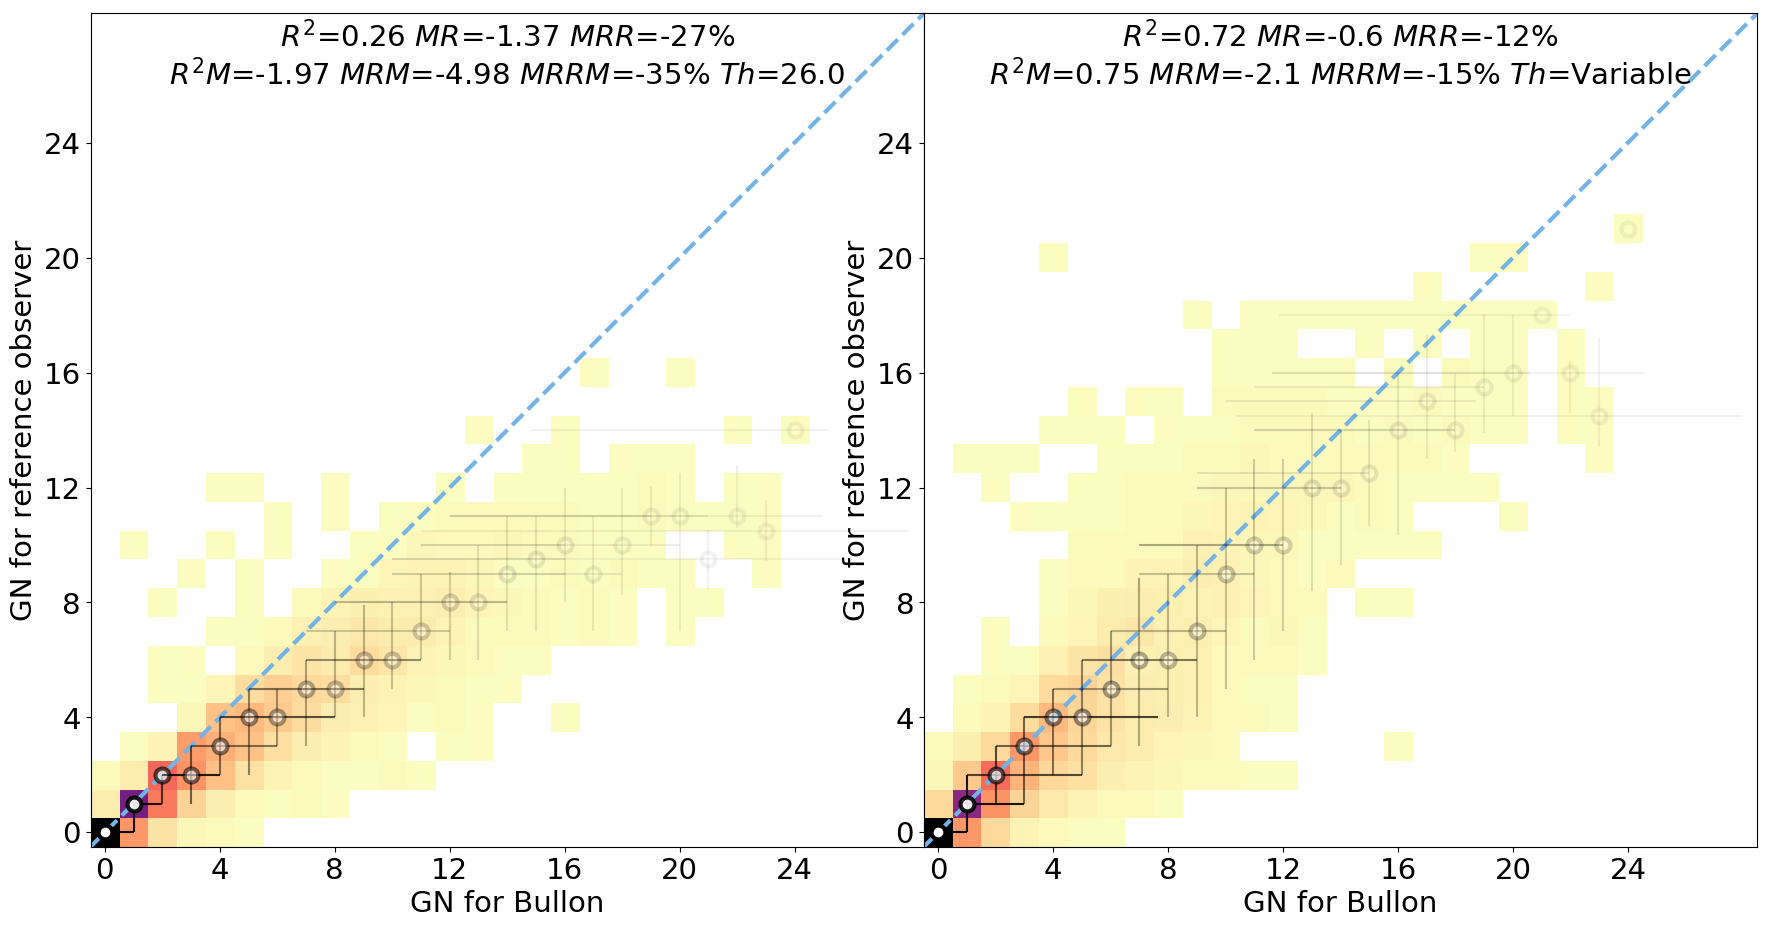 R²=0.26 MR=-1.37 MRR=-27%
R²M=-1.97 MRM=-4.98 MRRM=-35% Th=26.0
24
20
16
12
8
4
0
GN for reference observer
0 4 8 12 16 20 24
GN for Bullon
R²=0.72 MR=-0.6 MRR=-12%
R²M=0.75 MRM=-2.1 MRRM=-15% Th=Variable
24
20
16
12
8
4
0
GN for reference observer
0 4 8 12 16 20 24
GN for Bullon